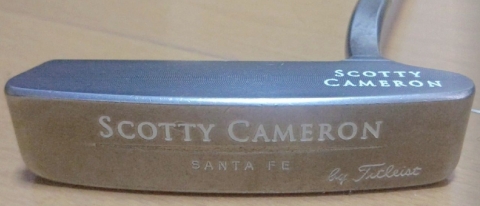 SCOTTY
CAMERON
SCOTTY CAMERON
SANTA FE
by Titleist